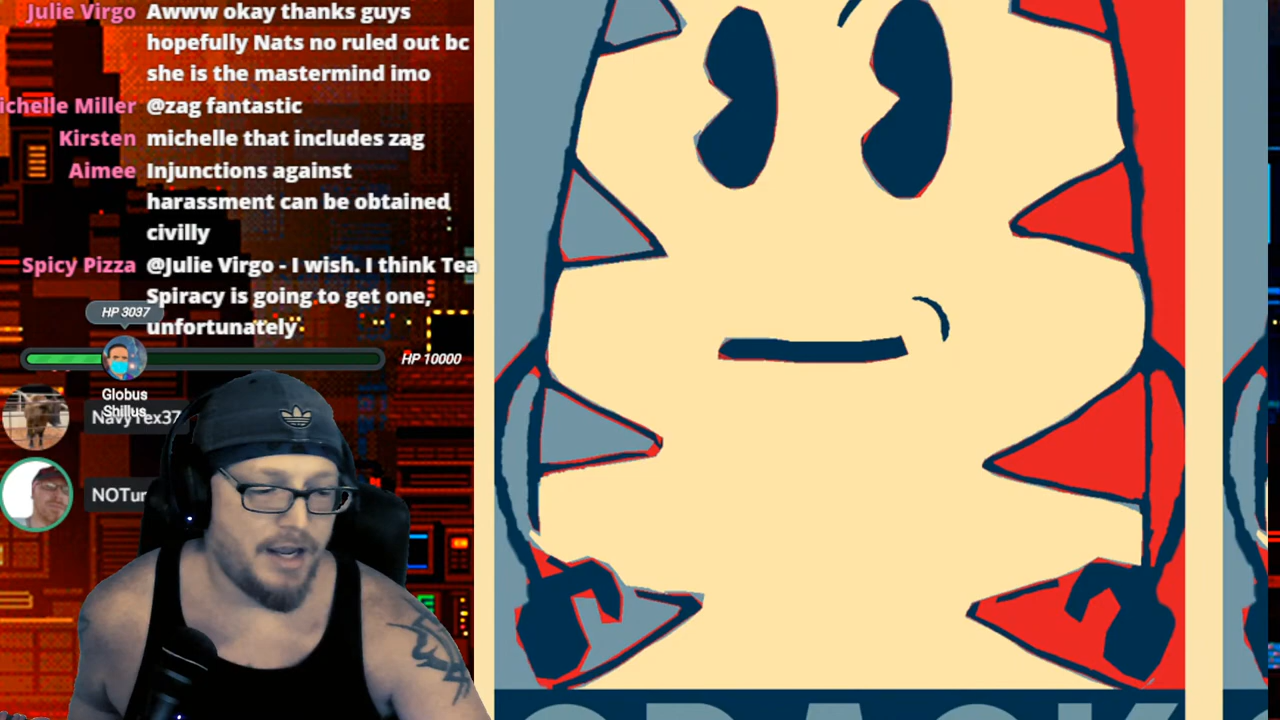 Julie Virgo Awww okay thanks guys
hopefully Nats no ruled out bc
she is the mastermind imo
ichelle Miller @zag fantastic
Kirsten michelle that includes zag
Aimee Injunctions against
harassment can be obtained
civilly
Spicy Pizza @Julie Virgo - I wish. I think Tea
Spiracy is going to get one,
unfortunately
HP 3037
HP 10000
Globus
Shillus
NavyTex37
NOTur